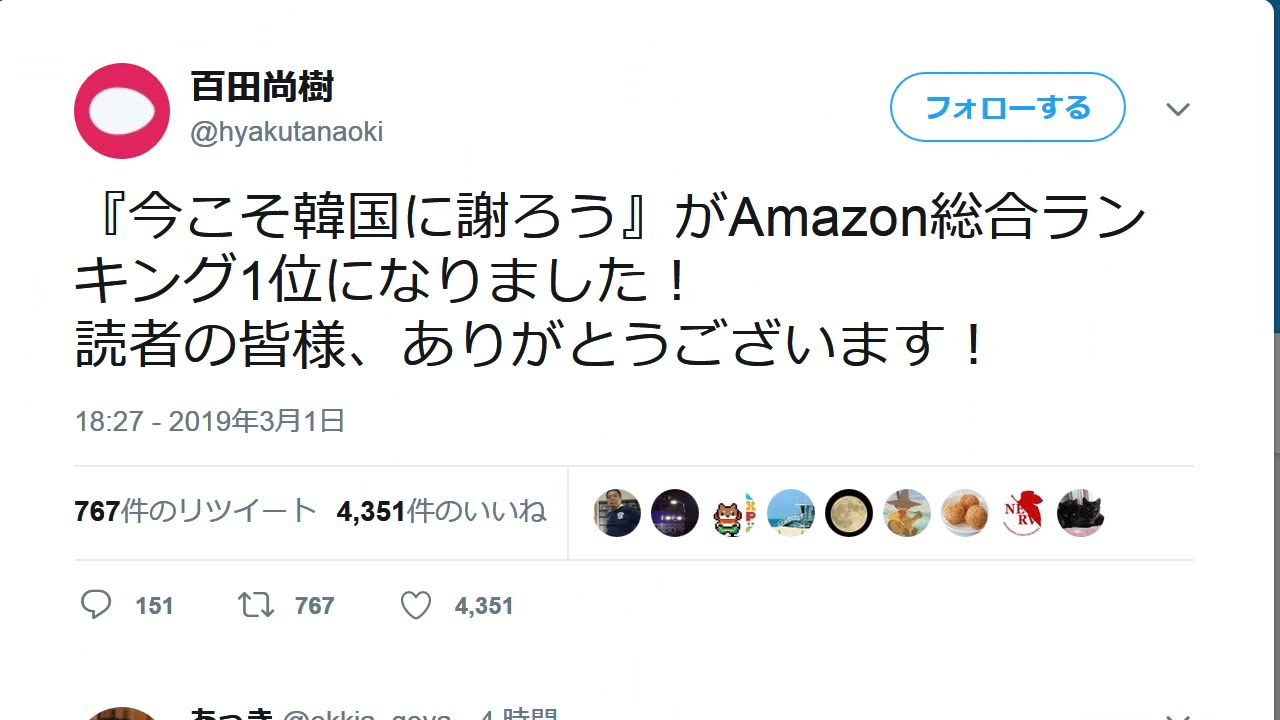 百田尚樹
@hyakutanaoki
フォローする
『今こそ韓国に謝ろう』がAmazon総合ラン
キング1位になりました！
読者の皆様、ありがとうございます！
18:27 - 2019年3月1日
767件のリツイート 4,351件のいいね
XP
NERV
151 767 4,351